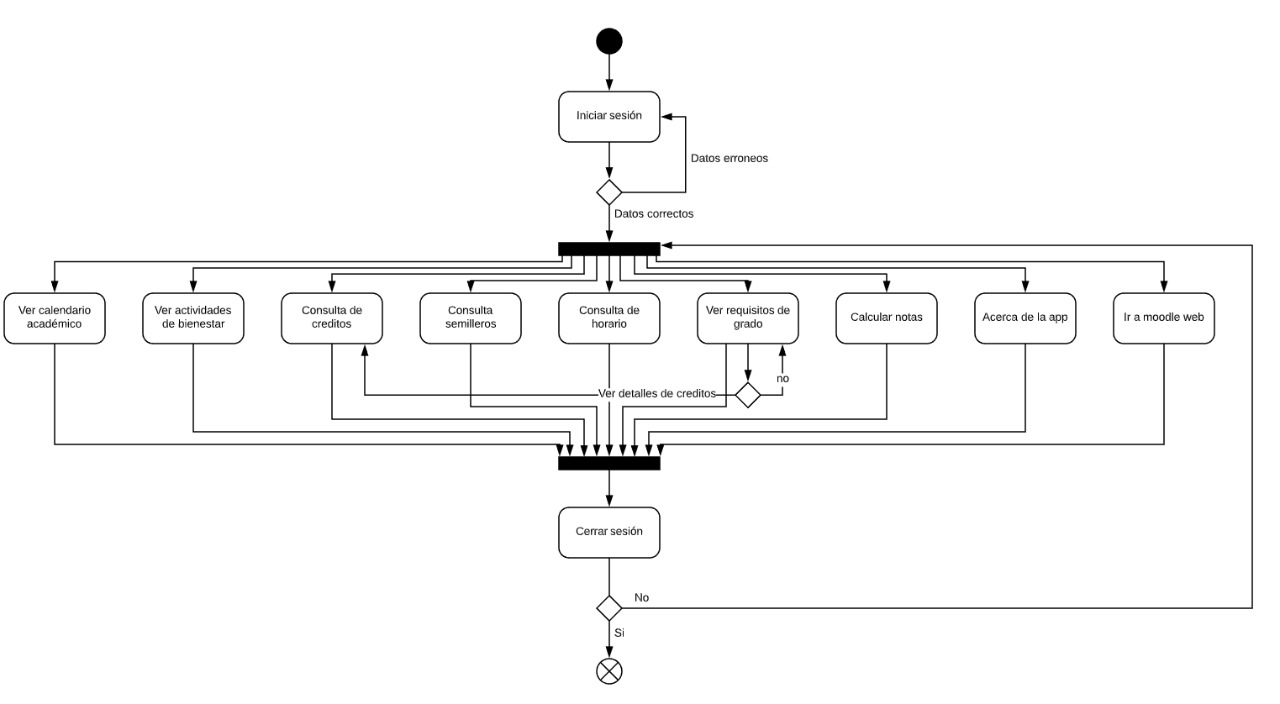 Iniciar sesión
Datos erroneos
Datos correctos
Ver calendario
académico
Ver actividades
de bienestar
Consulta de
creditos
Consulta
semilleros
Consulta de
horario
Ver requisitos de
grado
Calcular notas
Acerca de la app
Ir a moodle web
no
Ver detalles de creditos
Cerrar sesión
No
Si